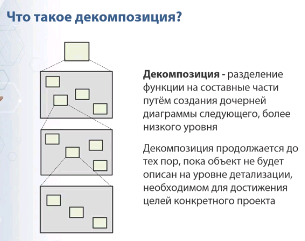 Что такое декомпозиция?
Декомпозиция - разделение
функции на составные части
путём создания дочерней
диаграммы следующего, более
низкого уровня
Декомпозиция продолжается до
тех пор, пока объект не будет
описан на уровне детализации,
необходимом для достижения
целей конкретного проекта